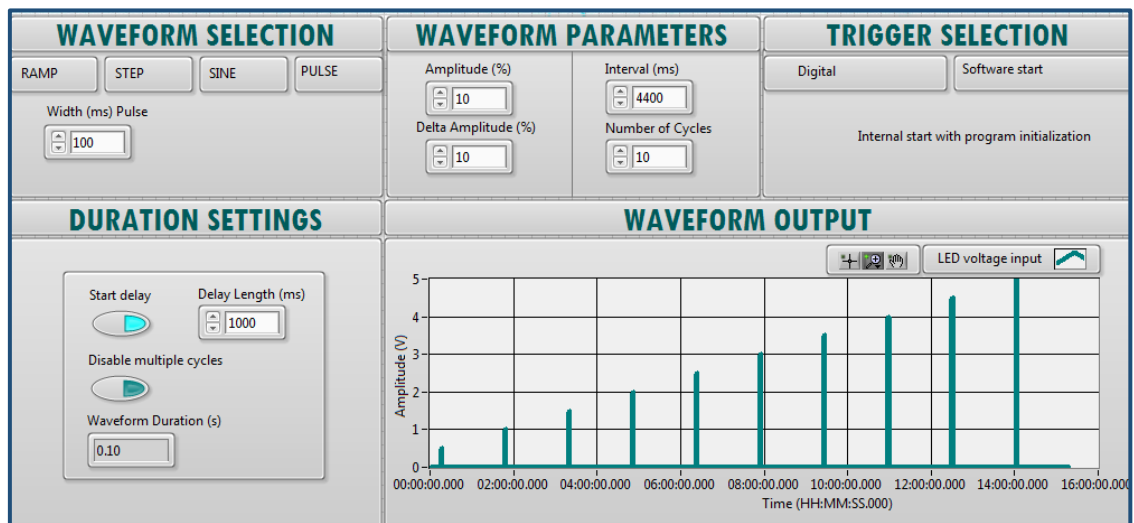 WAVEFORM SELECTION
RAMP STEP SINE PULSE
Width (ms) Pulse
100
WAVEFORM PARAMETERS
Amplitude (%) Interval (ms)
10 4400
Delta Amplitude (%) Number of Cycles
10 10
TRIGGER SELECTION
Digital Software start
Internal start with program initialization
DURATION SETTINGS
Start delay Delay Length (ms)
1000
Disable multiple cycles
Waveform Duration (s)
0.10
WAVEFORM OUTPUT
LED voltage input
Amplitude (V)
5
4
3
2
1
0
00:00:00.000 02:00:00.000 04:00:00.000 06:00:00.000 08:00:00.000 10:00:00.000 12:00:00.000 14:00:00.000 16:00:00.000
Time (HH:MM:SS.000)